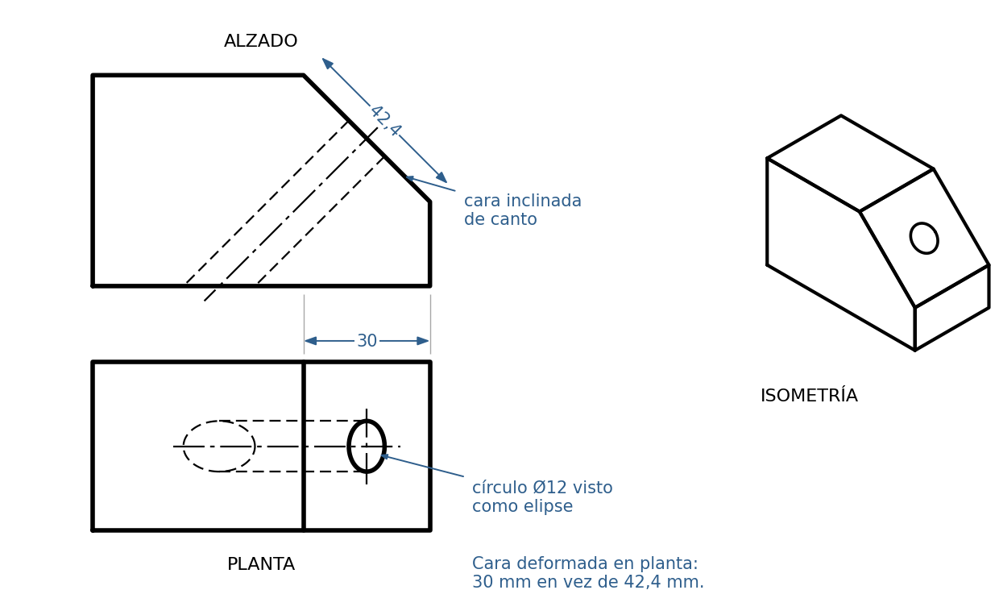 ALZADO
42,4
cara inclinada
de canto
30
ISOMETRÍA
círculo Ø12 visto
como elipse
PLANTA
Cara deformada en planta:
30 mm en vez de 42,4 mm.